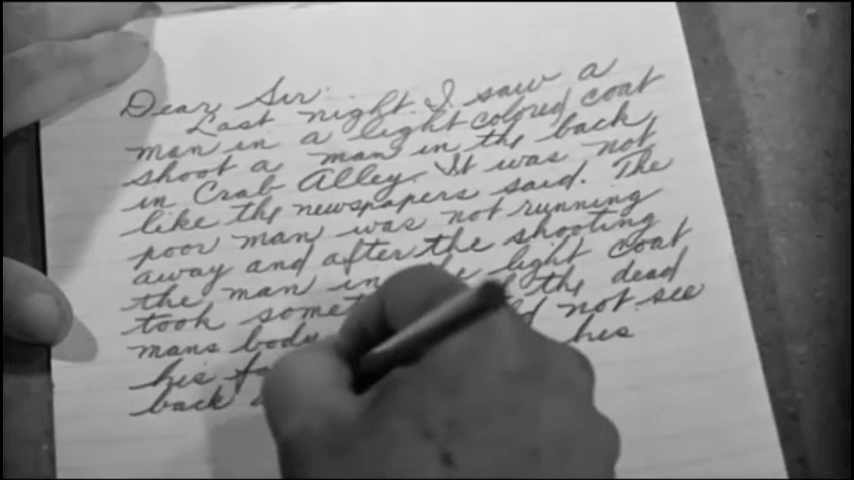 Dear Sir:
Last night I saw a
man in a light colored coat
shoot a man in the back
in Crab Alley. It was not
like the newspapers said. The
poor man was not running
away and after the shooting
the man in light coat
took the dead
mans body not see
his his
back